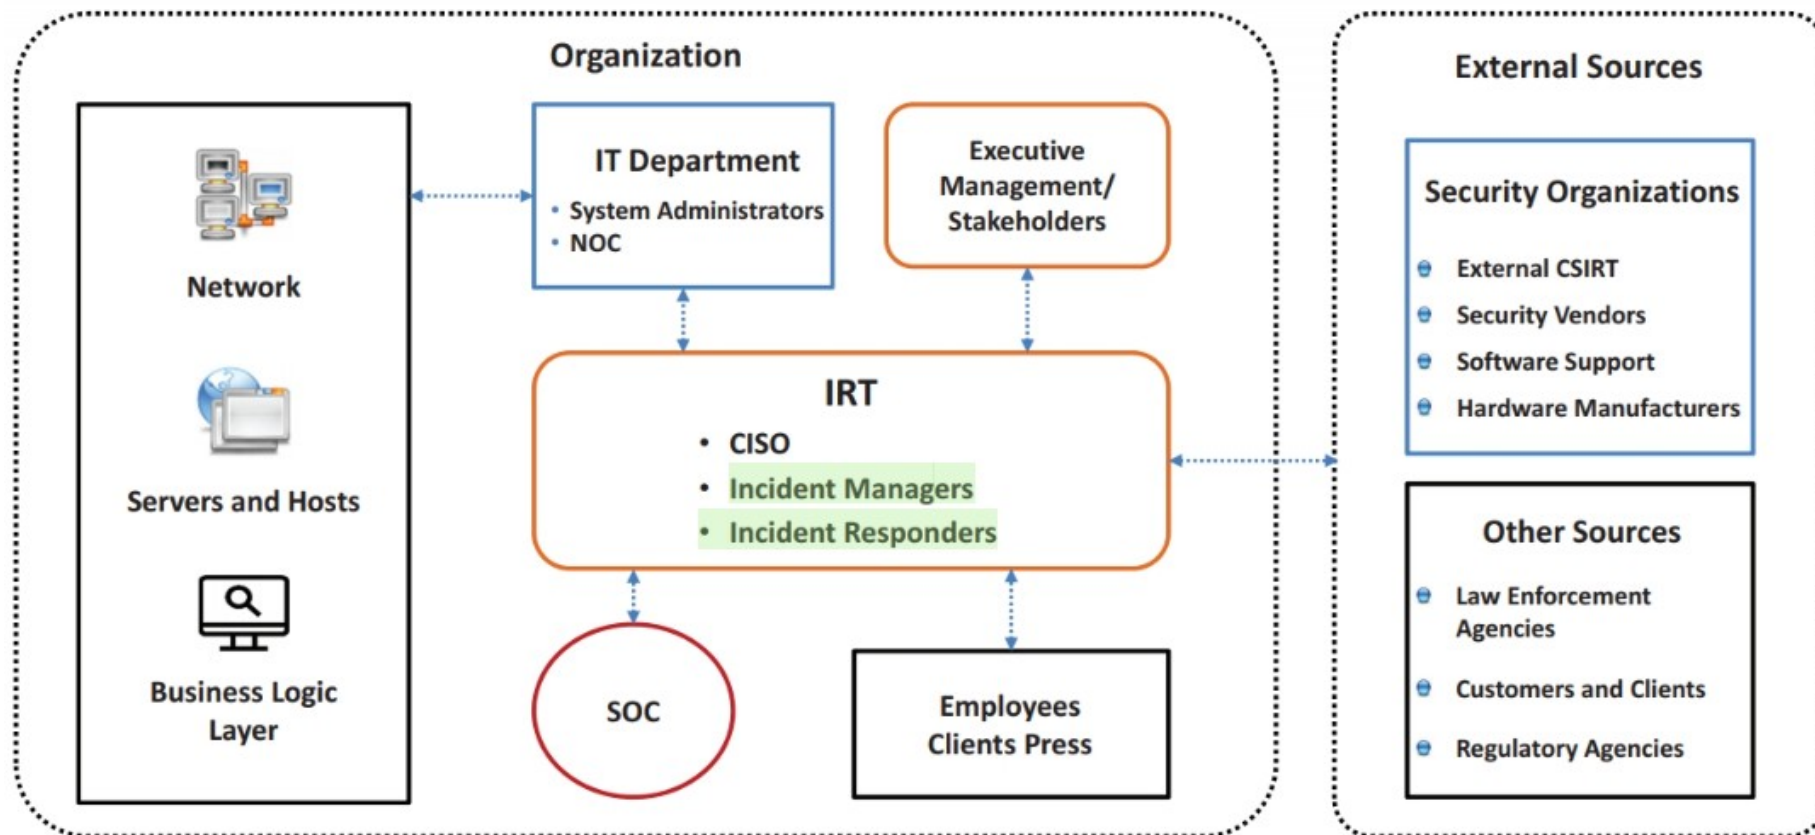 Organization
Network
Servers and Hosts
Business Logic
Layer
IT Department
• System Administrators
• NOC
Executive
Management/
Stakeholders
IRT
• CISO
• Incident Managers
• Incident Responders
SOC
Employees
Clients Press
External Sources
Security Organizations
External CSIRT
Security Vendors
Software Support
Hardware Manufacturers
Other Sources
Law Enforcement
Agencies
Customers and Clients
Regulatory Agencies